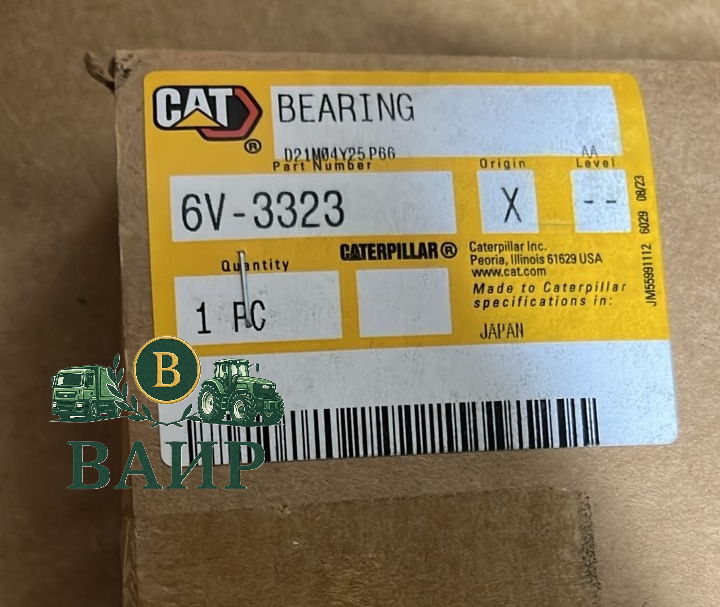 CAT
®
BEARING
D21M04Y25P66
Part Number
Origin
AA
Level
6V-3323
X
--
Quantity
CATERPILLAR®
Caterpillar Inc.
Peoria, Illinois 61629 USA
www.cat.com
1 PC
Made to Caterpillar
specifications in:
JAPAN
JM55991112 6029 08/23
В
ВАИР